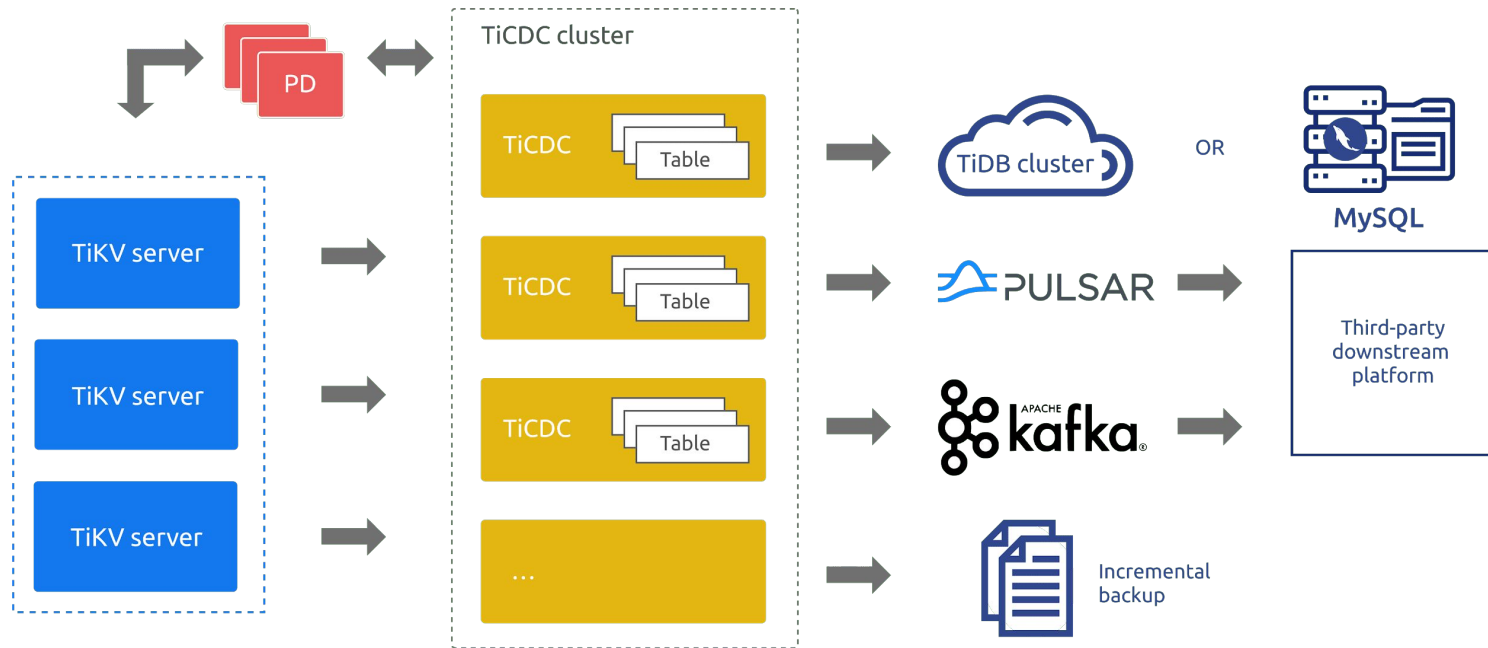 TiCDC cluster
PD
TiCDC
Table
TiDB cluster
OR
MySQL
TiKV server
TiCDC
Table
PULSAR
Third-party
downstream
platform
TiKV server
TiCDC
Table
APACHE
kafka®
TiKV server
...
Incremental
backup